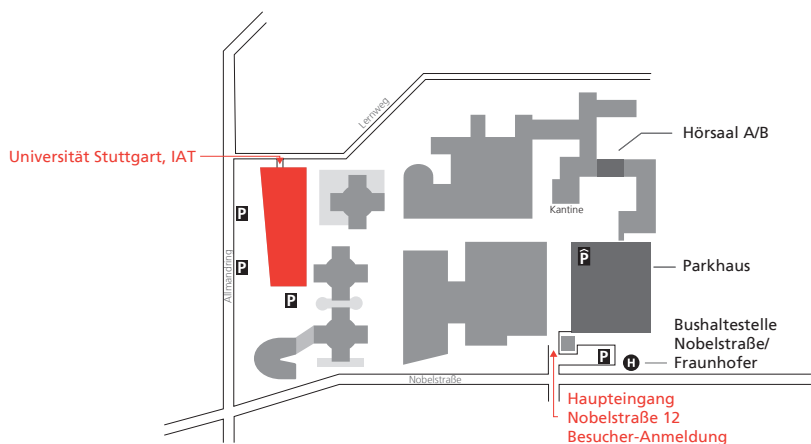 Lernweg
Hörsaal A/B
Universität Stuttgart, IAT
Kantine
P
P
P
P
Allmandring
Parkhaus
Bushaltestelle
Nobelstraße/
Fraunhofer
P
H
Nobelstraße
Haupteingang
Nobelstraße 12
Besucher-Anmeldung